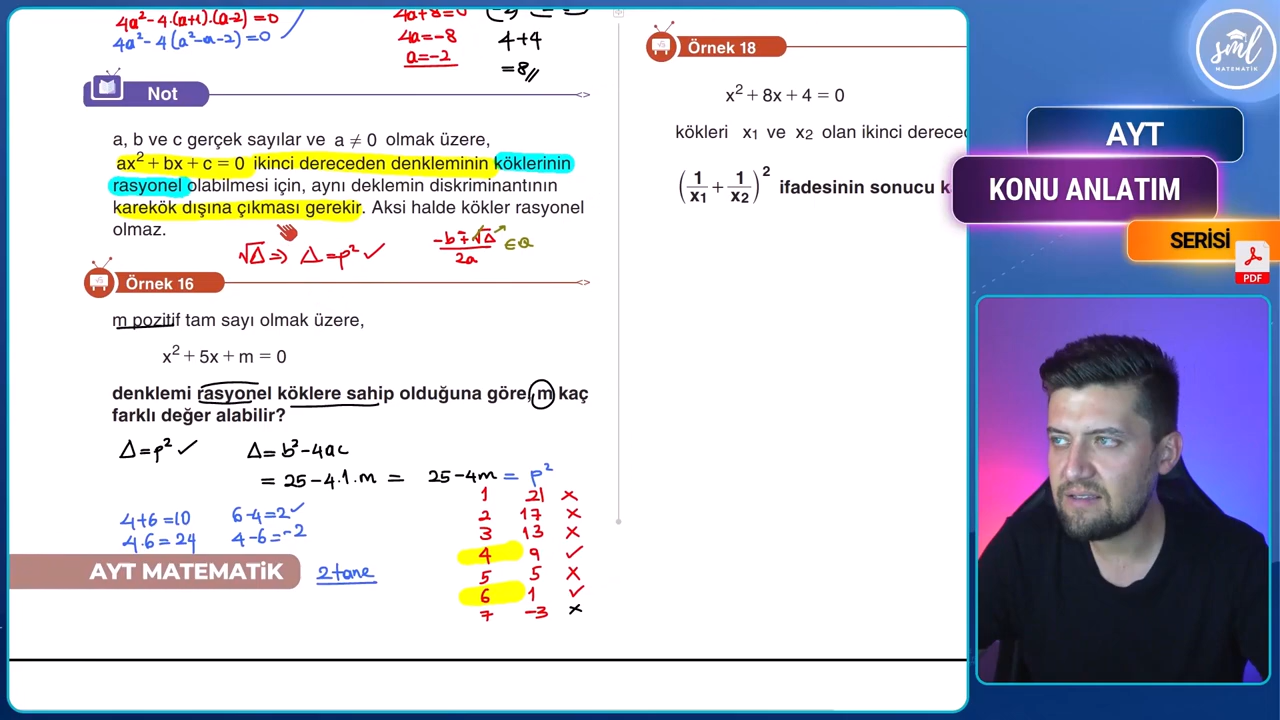 4a²-4.(a+1).(a-2)=0
4a²-4(a²-a-2)=0
4a+8=0
4a=-8
a=-2
4+4
=8//
Not
a, b ve c gerçek sayılar ve a ≠ 0 olmak üzere,
ax² + bx + c = 0 ikinci dereceden denkleminin köklerinin
rasyonel olabilmesi için, aynı deklemin diskriminantının
karekök dışına çıkması gerekir. Aksi halde kökler rasyonel
olmaz.
√Δ ⇒ Δ=p² ✓
-b∓√Δ ∈Q
2a
Örnek 16
m pozitif tam sayı olmak üzere,
x² + 5x + m = 0
denklemi rasyonel köklere sahip olduğuna göre, m kaç
farklı değer alabilir?
Δ=p² ✓ Δ= b²-4ac
= 25-4.1.m = 25-4m = p²
1 21 x
2 17 x
3 13 x
4 9 ✓
5 5 x
6 1 ✓
7 -3 x
4+6=10 6-4=2 ✓
4.6=24 4-6=-2
2 tane
AYT MATEMATİK
Örnek 18
x² + 8x + 4 = 0
kökleri x₁ ve x₂ olan ikinci derece
(1/x₁ + 1/x₂)² ifadesinin sonucu k
sml
MATEMATİK
AYT
KONU ANLATIM
SERİSİ
PDF